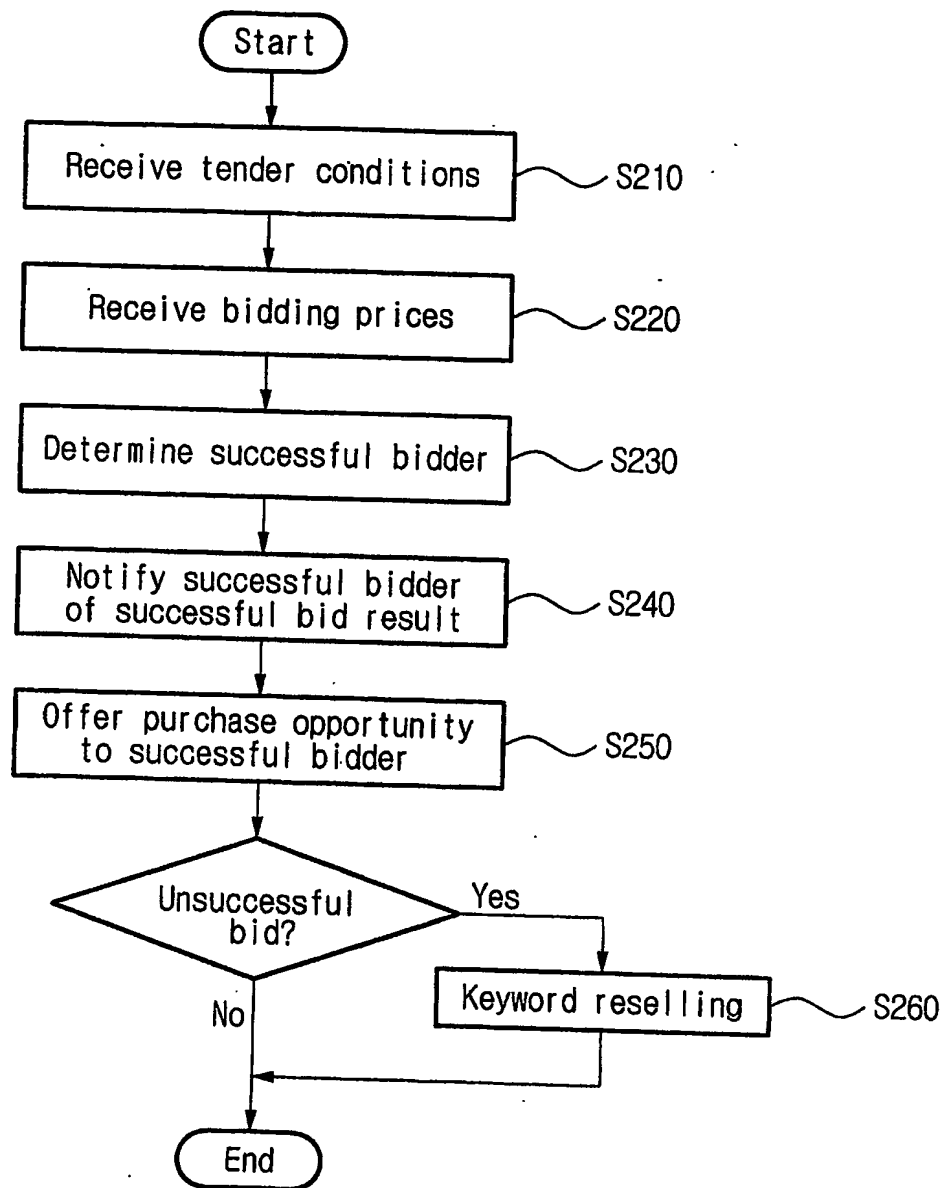 Start
Receive tender conditions
S210
Receive bidding prices
S220
Determine successful bidder
S230
Notify successful bidder
of successful bid result
S240
Offer purchase opportunity
to successful bidder
S250
Unsuccessful
bid?
Yes
No
Keyword reselling
S260
End